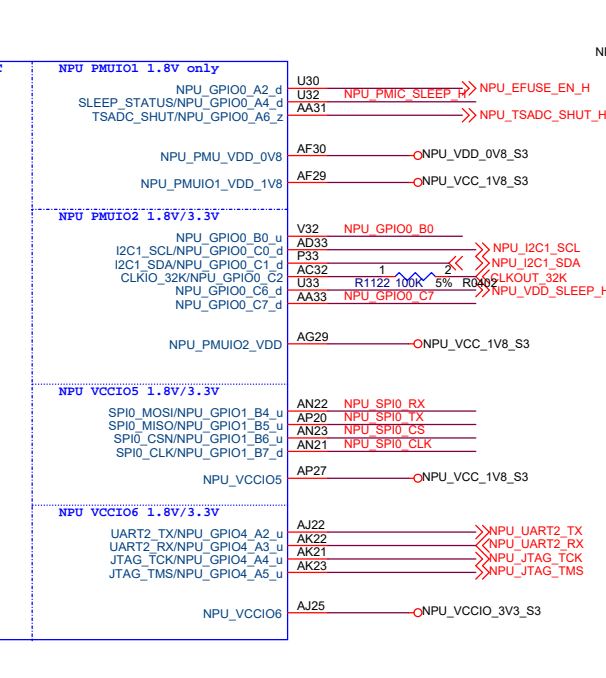 NPU PMUIO1 1.8V only
NPU_GPIO0_A2_d U30 NPU_EFUSE_EN_H
SLEEP_STATUS/NPU_GPIO0_A4_d U32 NPU_PMIC_SLEEP_H
TSADC_SHUT/NPU_GPIO0_A6_z AA31 NPU_TSADC_SHUT_H
NPU_PMU_VDD_0V8 AF30 NPU_VDD_0V8_S3
NPU_PMUIO1_VDD_1V8 AF29 NPU_VCC_1V8_S3
NPU PMUIO2 1.8V/3.3V
NPU_GPIO0_B0_u V32 NPU_GPIO0_B0
I2C1_SCL/NPU_GPIO0_C0_d AD33 NPU_I2C1_SCL
I2C1_SDA/NPU_GPIO0_C1_d P33 NPU_I2C1_SDA
CLKIO_32K/NPU_GPIO0_C2 AC32 1 2 CLKOUT_32K
NPU_GPIO0_C6_d U33 R1122 100K 5% R0402 NPU_VDD_SLEEP_H
NPU_GPIO0_C7_d AA33 NPU_GPIO0_C7
NPU_PMUIO2_VDD AG29 NPU_VCC_1V8_S3
NPU VCCIO5 1.8V/3.3V
SPI0_MOSI/NPU_GPIO1_B4_u AN22 NPU_SPI0_RX
SPI0_MISO/NPU_GPIO1_B5_u AP20 NPU_SPI0_TX
SPI0_CSN/NPU_GPIO1_B6_u AN23 NPU_SPI0_CS
SPI0_CLK/NPU_GPIO1_B7_d AN21 NPU_SPI0_CLK
NPU_VCCIO5 AP27 NPU_VCC_1V8_S3
NPU VCCIO6 1.8V/3.3V
UART2_TX/NPU_GPIO4_A2_u AJ22 NPU_UART2_TX
UART2_RX/NPU_GPIO4_A3_u AK22 NPU_UART2_RX
JTAG_TCK/NPU_GPIO4_A4_u AK21 NPU_JTAG_TCK
JTAG_TMS/NPU_GPIO4_A5_u AK23 NPU_JTAG_TMS
NPU_VCCIO6 AJ25 NPU_VCCIO_3V3_S3